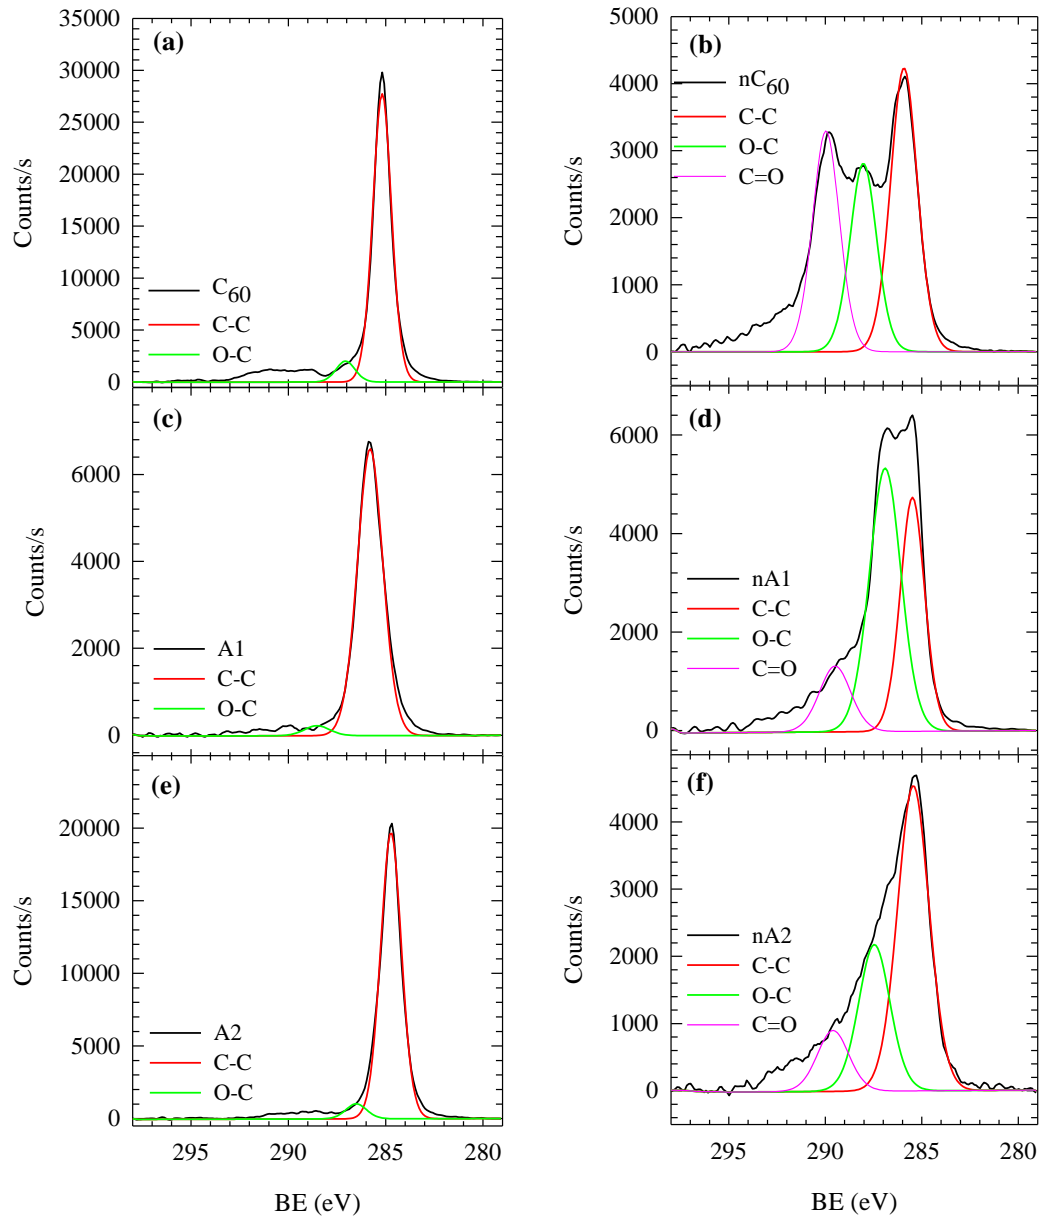 (a)
35000
30000
25000
20000
15000
10000
5000
0
Counts/s
C60
C-C
O-C
(b)
5000
4000
3000
2000
1000
0
Counts/s
nC60
C-C
O-C
C=O
(c)
6000
4000
2000
0
Counts/s
A1
C-C
O-C
(d)
6000
4000
2000
0
Counts/s
nA1
C-C
O-C
C=O
(e)
20000
15000
10000
5000
0
Counts/s
A2
C-C
O-C
295 290 285 280
BE (eV)
(f)
4000
3000
2000
1000
0
Counts/s
nA2
C-C
O-C
C=O
295 290 285 280
BE (eV)